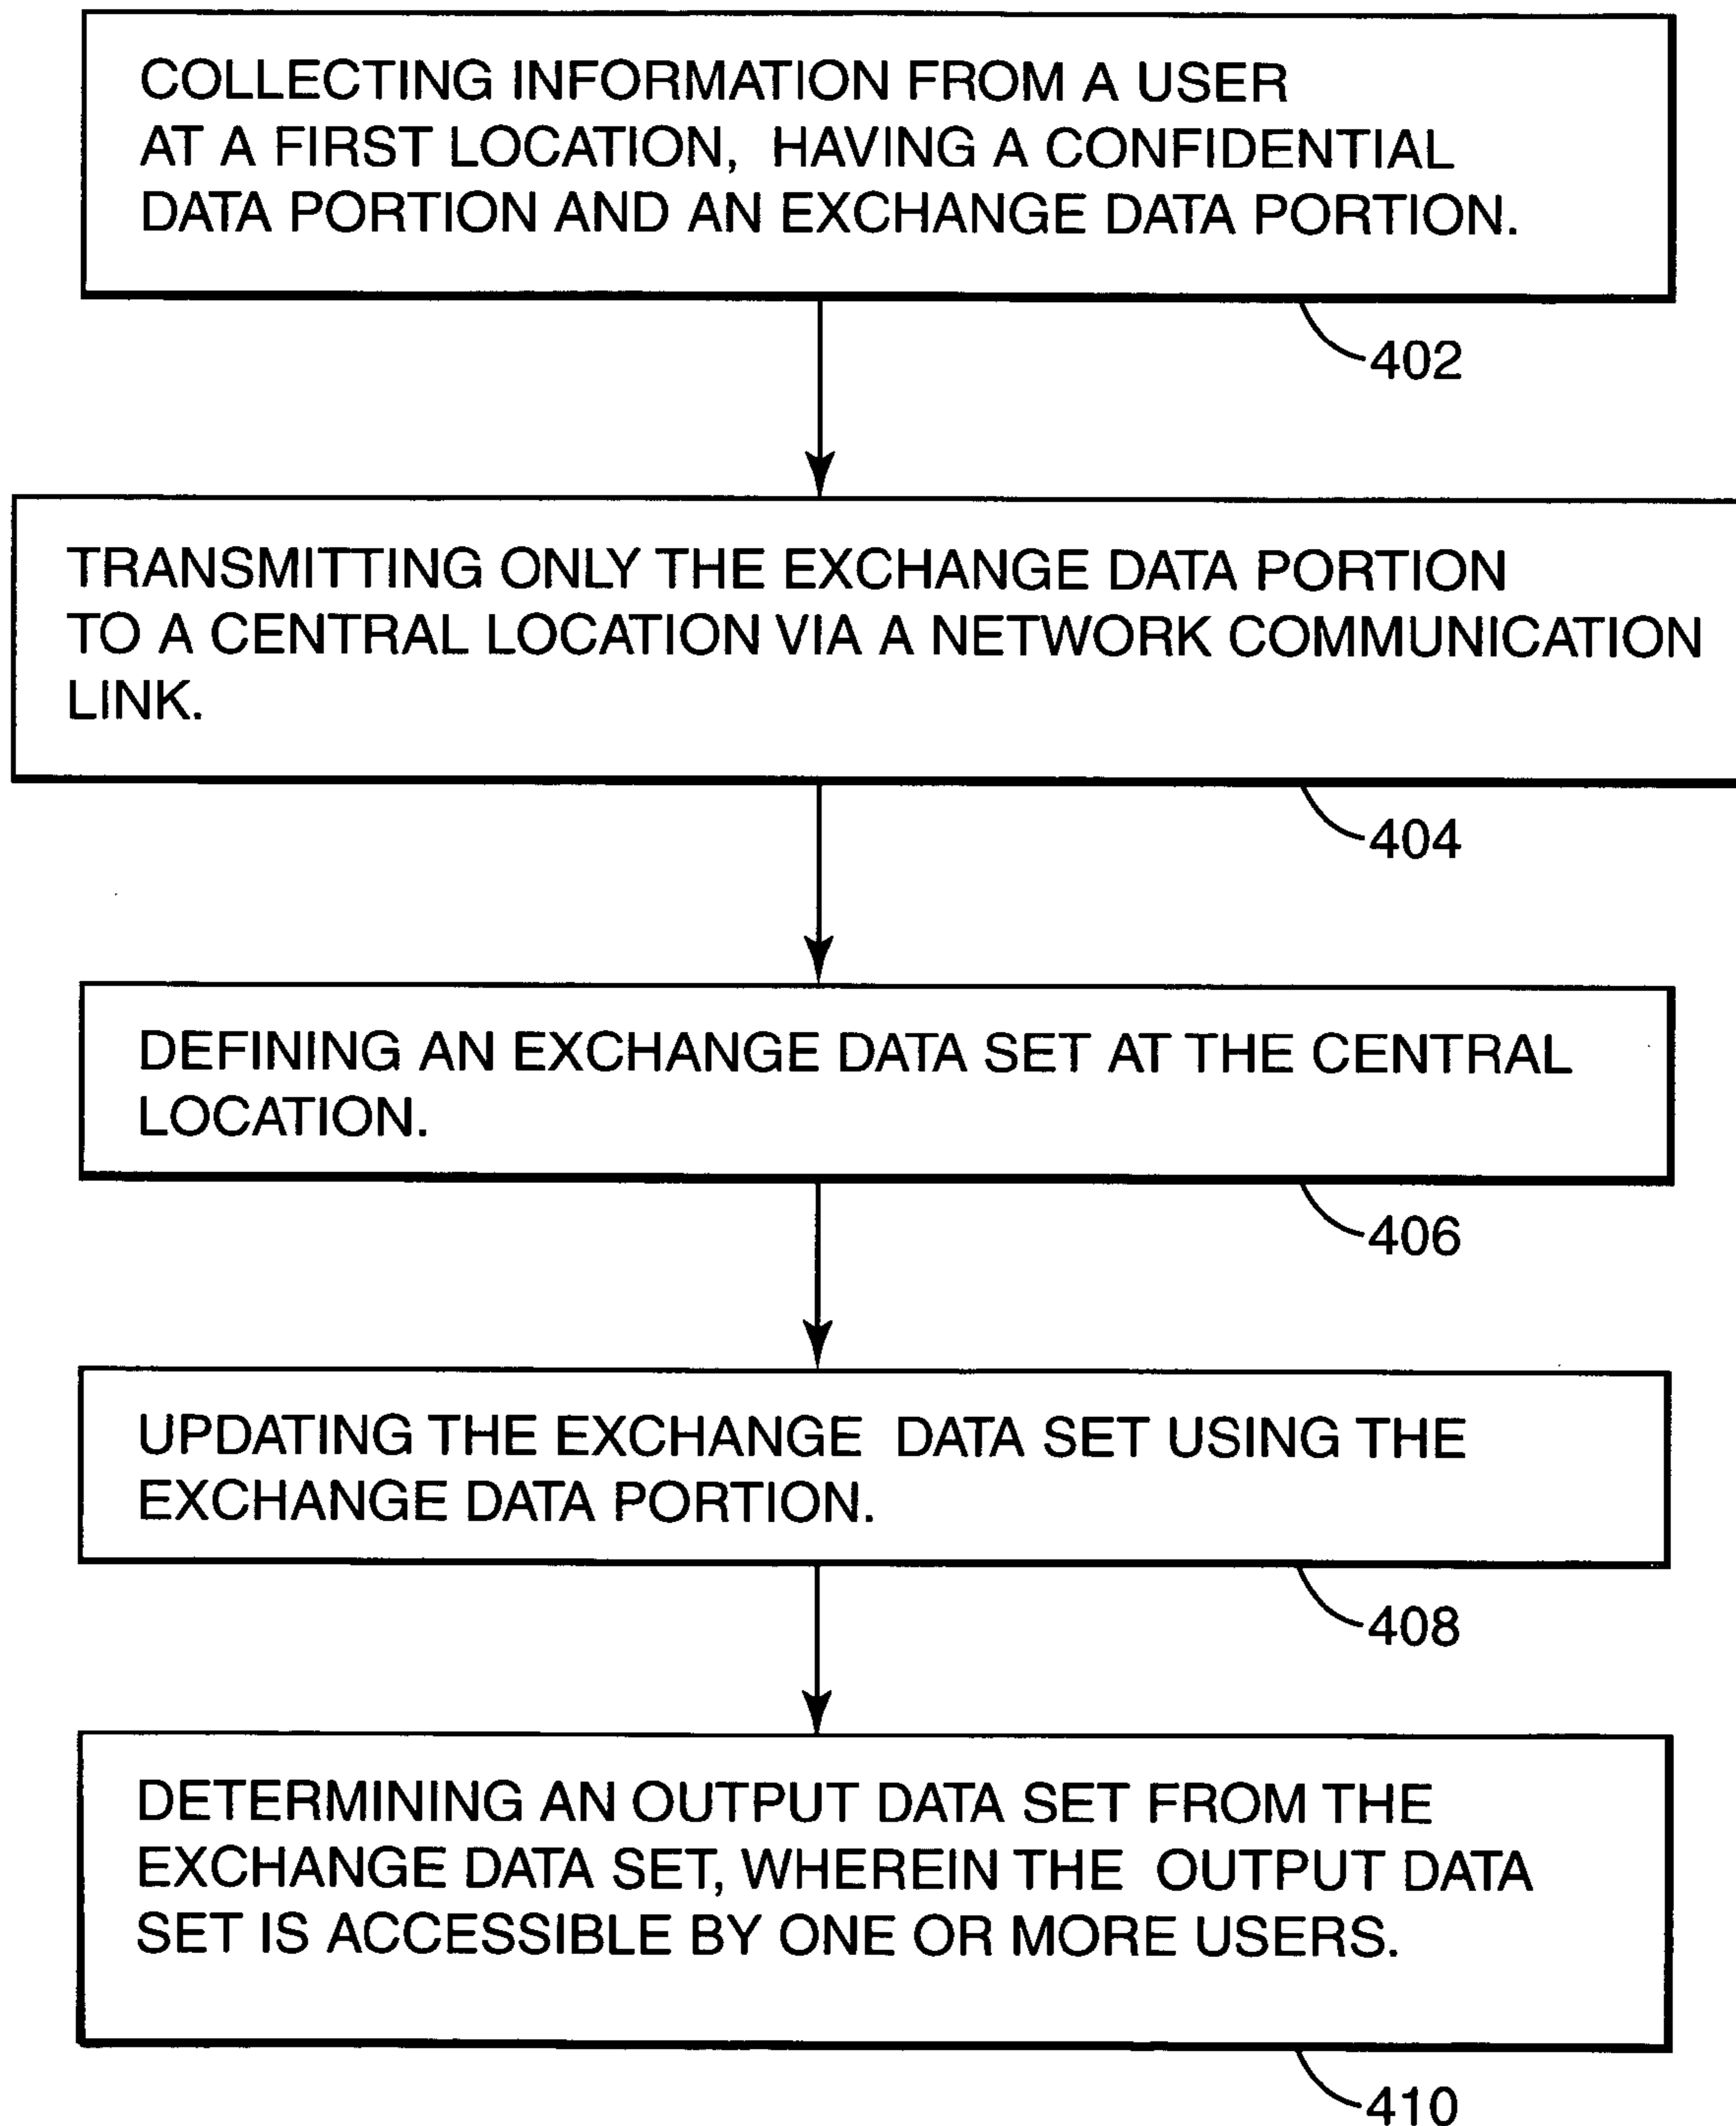 COLLECTING INFORMATION FROM A USER
AT A FIRST LOCATION, HAVING A CONFIDENTIAL
DATA PORTION AND AN EXCHANGE DATA PORTION.
402
TRANSMITTING ONLY THE EXCHANGE DATA PORTION
TO A CENTRAL LOCATION VIA A NETWORK COMMUNICATION
LINK.
404
DEFINING AN EXCHANGE DATA SET AT THE CENTRAL
LOCATION.
406
UPDATING THE EXCHANGE DATA SET USING THE
EXCHANGE DATA PORTION.
408
DETERMINING AN OUTPUT DATA SET FROM THE
EXCHANGE DATA SET, WHEREIN THE OUTPUT DATA
SET IS ACCESSIBLE BY ONE OR MORE USERS.
410